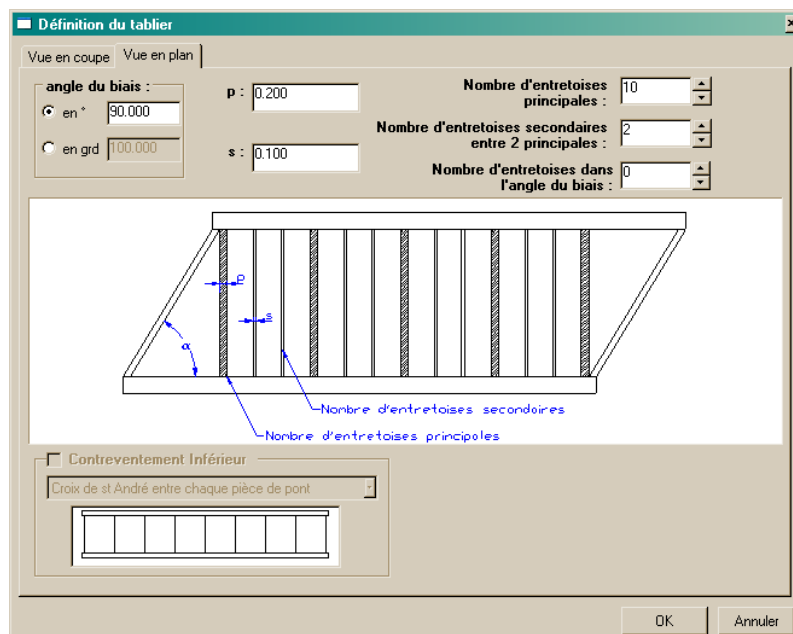 Définition du tablier
Vue en coupe
Vue en plan
angle du biais :
en °
90.000
en grd
100.000
p :
0.200
s :
0.100
Nombre d'entretoises
principales :
10
Nombre d'entretoises secondaires
entre 2 principales :
2
Nombre d'entretoises dans
l'angle du biais :
0
p
s
α
Nombre d'entretoises secondaires
Nombre d'entretoises principales
Contreventement Inférieur
Croix de st André entre chaque pièce de pont
OK
Annuler